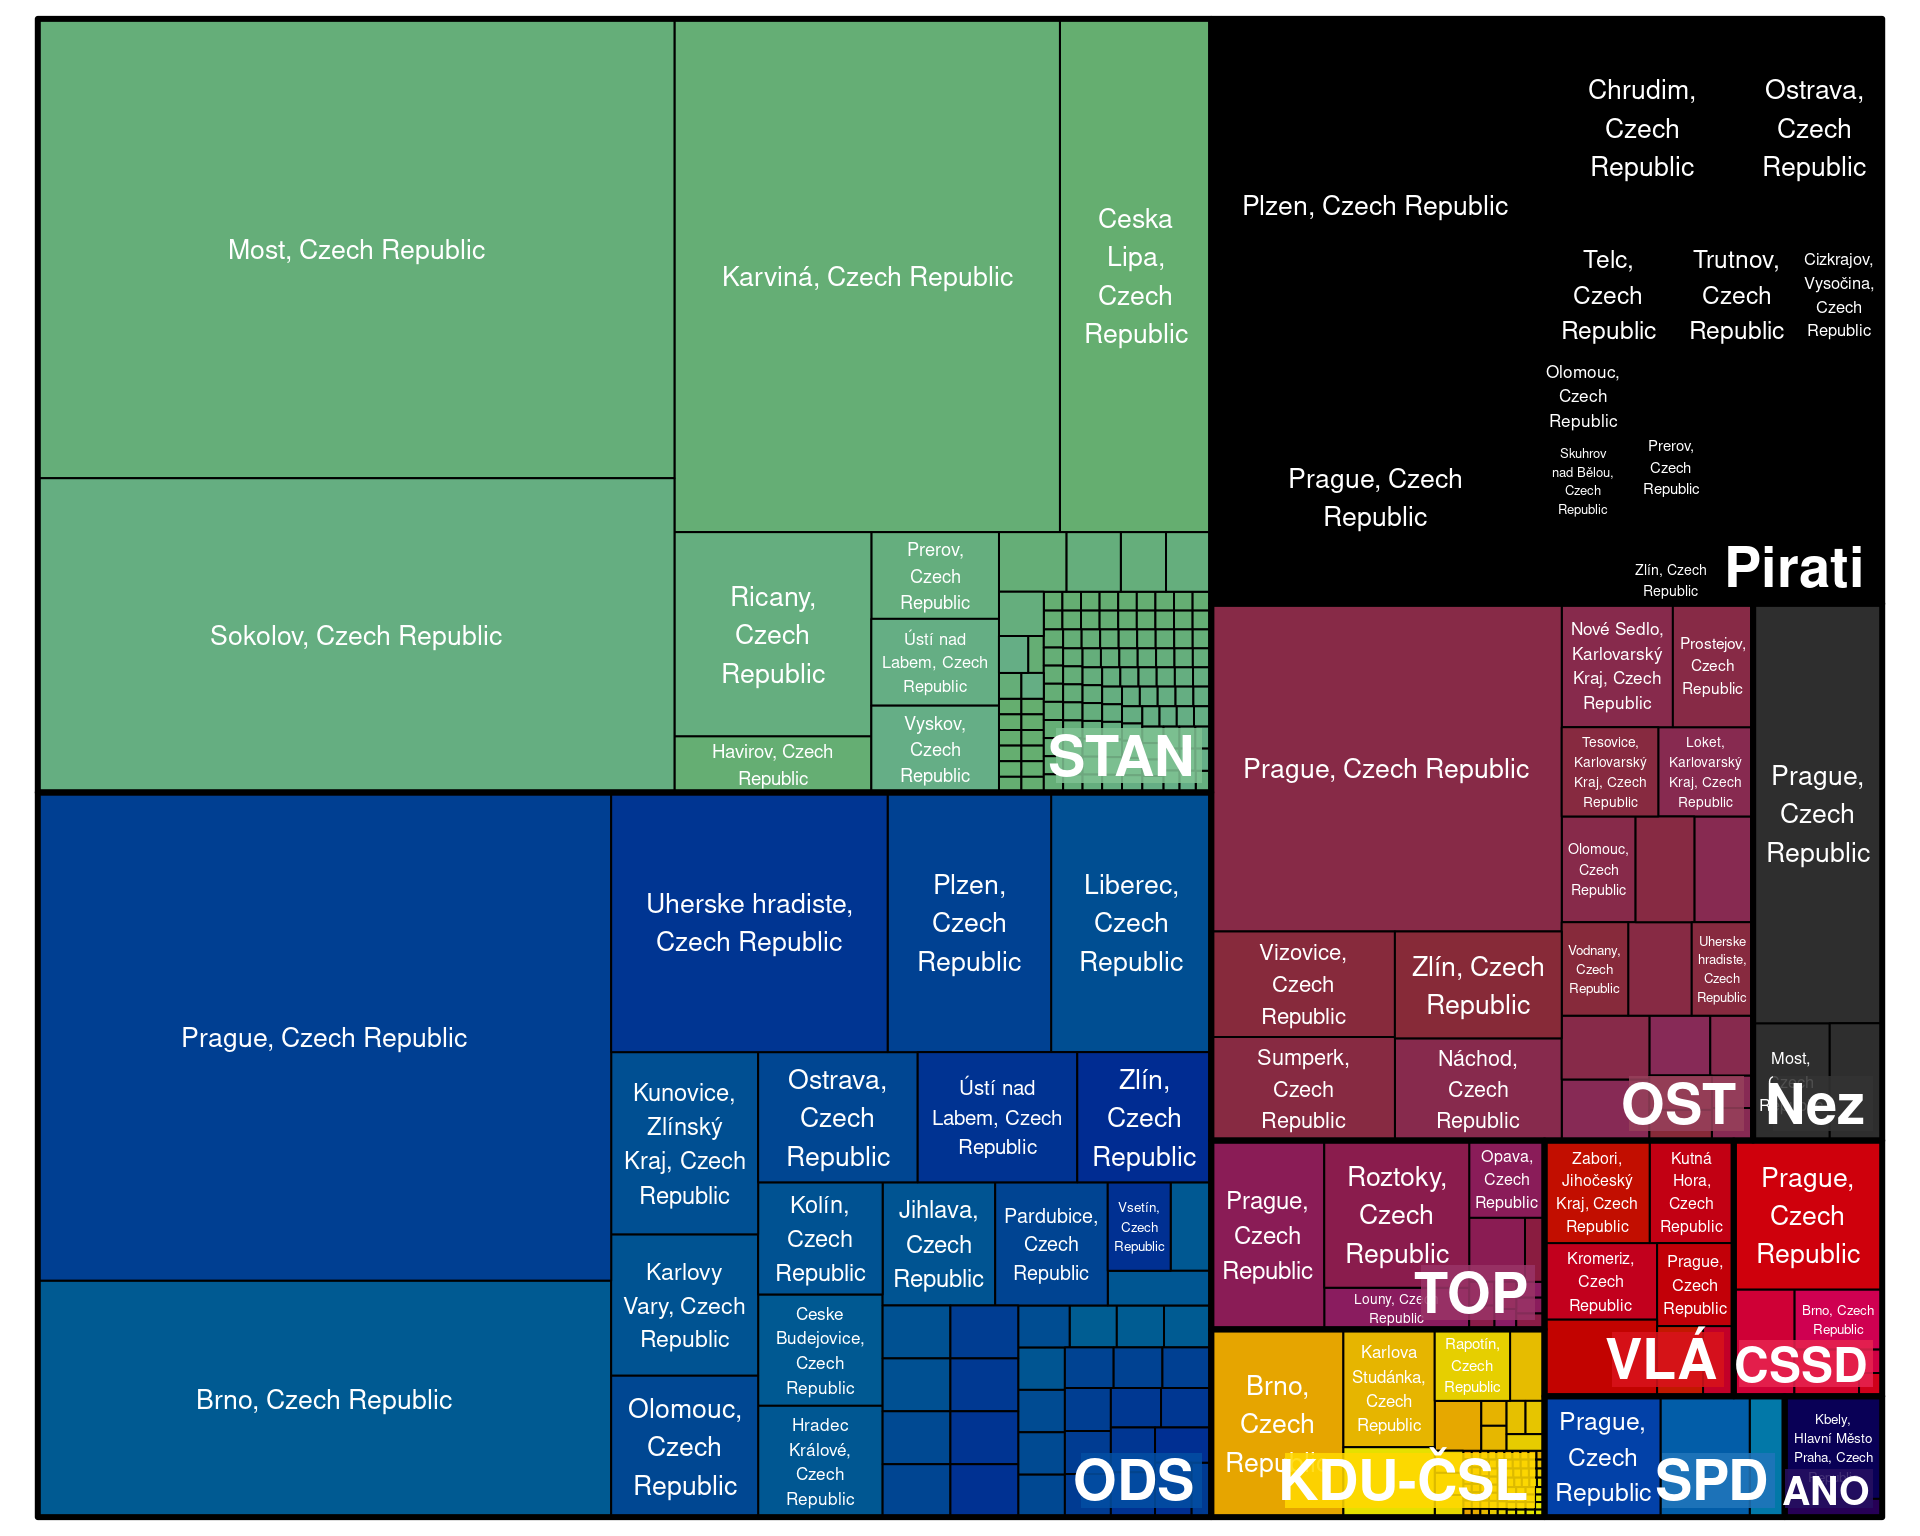 Most, Czech Republic
Sokolov, Czech Republic
Karviná, Czech Republic
Ceska
Lipa,
Czech
Republic
Ricany,
Czech
Republic
Havirov, Czech
Republic
Prerov,
Czech
Republic
Ústí nad
Labem, Czech
Republic
Vyskov,
Czech
Republic
STAN
Plzen, Czech Republic
Prague, Czech
Republic
Chrudim,
Czech
Republic
Ostrava,
Czech
Republic
Telc,
Czech
Republic
Trutnov,
Czech
Republic
Cizkrajov,
Vysočina,
Czech
Republic
Olomouc,
Czech
Republic
Skuhrov
nad Bělou,
Czech
Republic
Prerov,
Czech
Republic
Zlín, Czech
Republic
Pirati
Prague, Czech Republic
Brno, Czech Republic
Uherske hradiste,
Czech Republic
Plzen,
Czech
Republic
Liberec,
Czech
Republic
Kunovice,
Zlínský
Kraj, Czech
Republic
Karlovy
Vary, Czech
Republic
Olomouc,
Czech
Republic
Ostrava,
Czech
Republic
Ústí nad
Labem, Czech
Republic
Zlín,
Czech
Republic
Kolín,
Czech
Republic
Ceske
Budejovice,
Czech
Republic
Hradec
Králové,
Czech
Republic
Jihlava,
Czech
Republic
Pardubice,
Czech
Republic
Vsetín,
Czech
Republic
ODS
Prague, Czech Republic
Vizovice,
Czech
Republic
Sumperk,
Czech
Republic
Zlín, Czech
Republic
Náchod,
Czech
Republic
Nové Sedlo,
Karlovarský
Kraj, Czech
Republic
Prostejov,
Czech
Republic
Tesovice,
Karlovarský
Kraj, Czech
Republic
Loket,
Karlovarský
Kraj, Czech
Republic
Olomouc,
Czech
Republic
Vodnany,
Czech
Republic
Uherske
hradiste,
Czech
Republic
OST
Prague,
Czech
Republic
Most,
Czech
Nez
Prague,
Czech
Republic
Roztoky,
Czech
Republic
Opava,
Czech
Republic
Louny, Cze
Republic
TOP
Brno,
Czech
Republic
Karlova
Studánka,
Czech
Republic
Rapotín,
Czech
Republic
KDU-ČSL
Zabori,
Jihočeský
Kraj, Czech
Republic
Kutná
Hora,
Czech
Republic
Kromeriz,
Czech
Republic
Prague,
Czech
Republic
VLÁ
Prague,
Czech
Republic
Brno, Czech
Republic
CSSD
Prague,
Czech
Republic
SPD
Kbely,
Hlavní Město
Praha, Czech
ANO